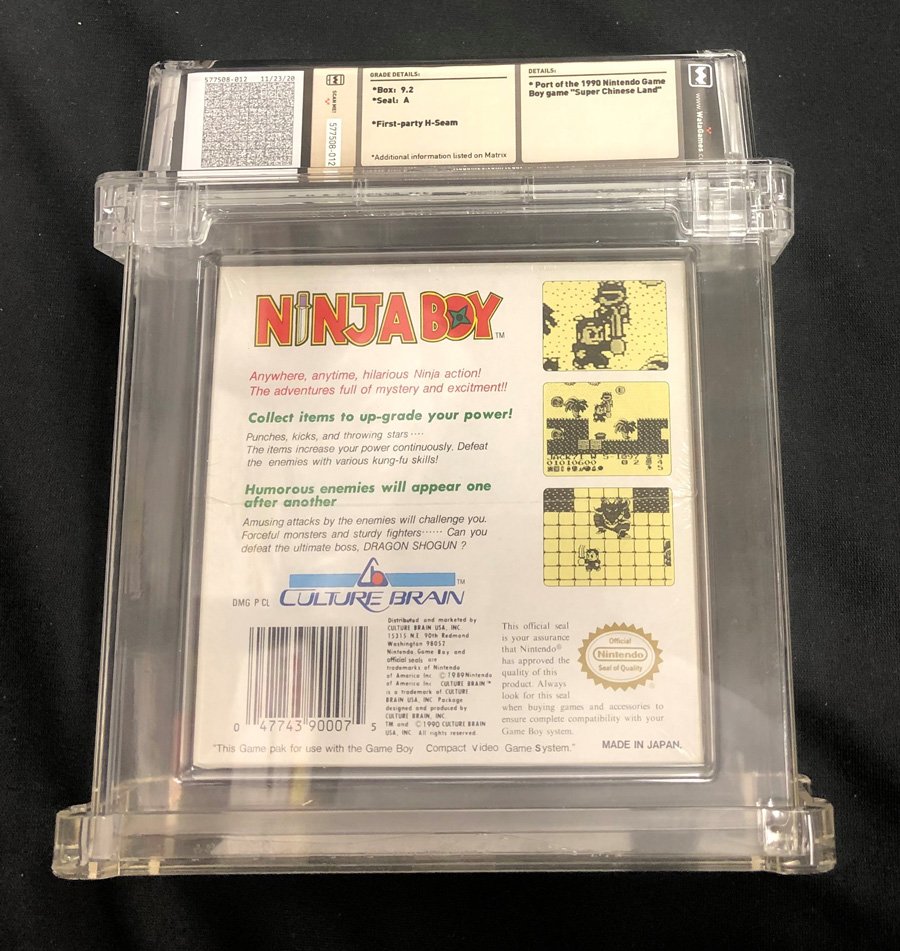 577508-012 11/23/20
SCAN ME!
577508-012
GRADE DETAILS:
*Box: 9.2
*Seal: A
*First-party H-Seam
*Additional information listed on Matrix
DETAILS:
* Port of the 1990 Nintendo Game
Boy game "Super Chinese Land"
www.WataGames.c
NINJA BOY TM
Anywhere, anytime, hilarious Ninja action!
The adventures full of mystery and excitment!!
Collect items to up-grade your power!
Punches, kicks, and throwing stars ····
The items increase your power continuously. Defeat
the enemies with various kung-fu skills!
Humorous enemies will appear one
after another
Amusing attacks by the enemies will challenge you.
Forceful monsters and sturdy fighters······ Can you
defeat the ultimate boss, DRAGON SHOGUN ?
01010600
DMG P CL
CULTURE BRAIN TM
Distributed and marketed by
CULTURE BRAIN USA, INC.
15315 N.E. 90th Redmond
Washington 98052
Nintendo, Game Boy and
official seals are
trademarks of Nintendo
of America Inc. ©1989 Nintendo
of America Inc. CULTURE BRAIN™
is a trademark of CULTURE
BRAIN USA, INC. Package
designed and produced by
CULTURE BRAIN, INC
TM and ©1990 CULTURE BRAIN
USA, INC. All rights reserved.
0 47743 90007 5
This official seal
is your assurance
that Nintendo®
has approved the
quality of this
product. Always
look for this seal
when buying games and accessories to
ensure complete compatibility with your
Game Boy system.
Official
Nintendo
Seal of Quality
"This Game pak for use with the Game Boy Compact Video Game System."
MADE IN JAPAN.